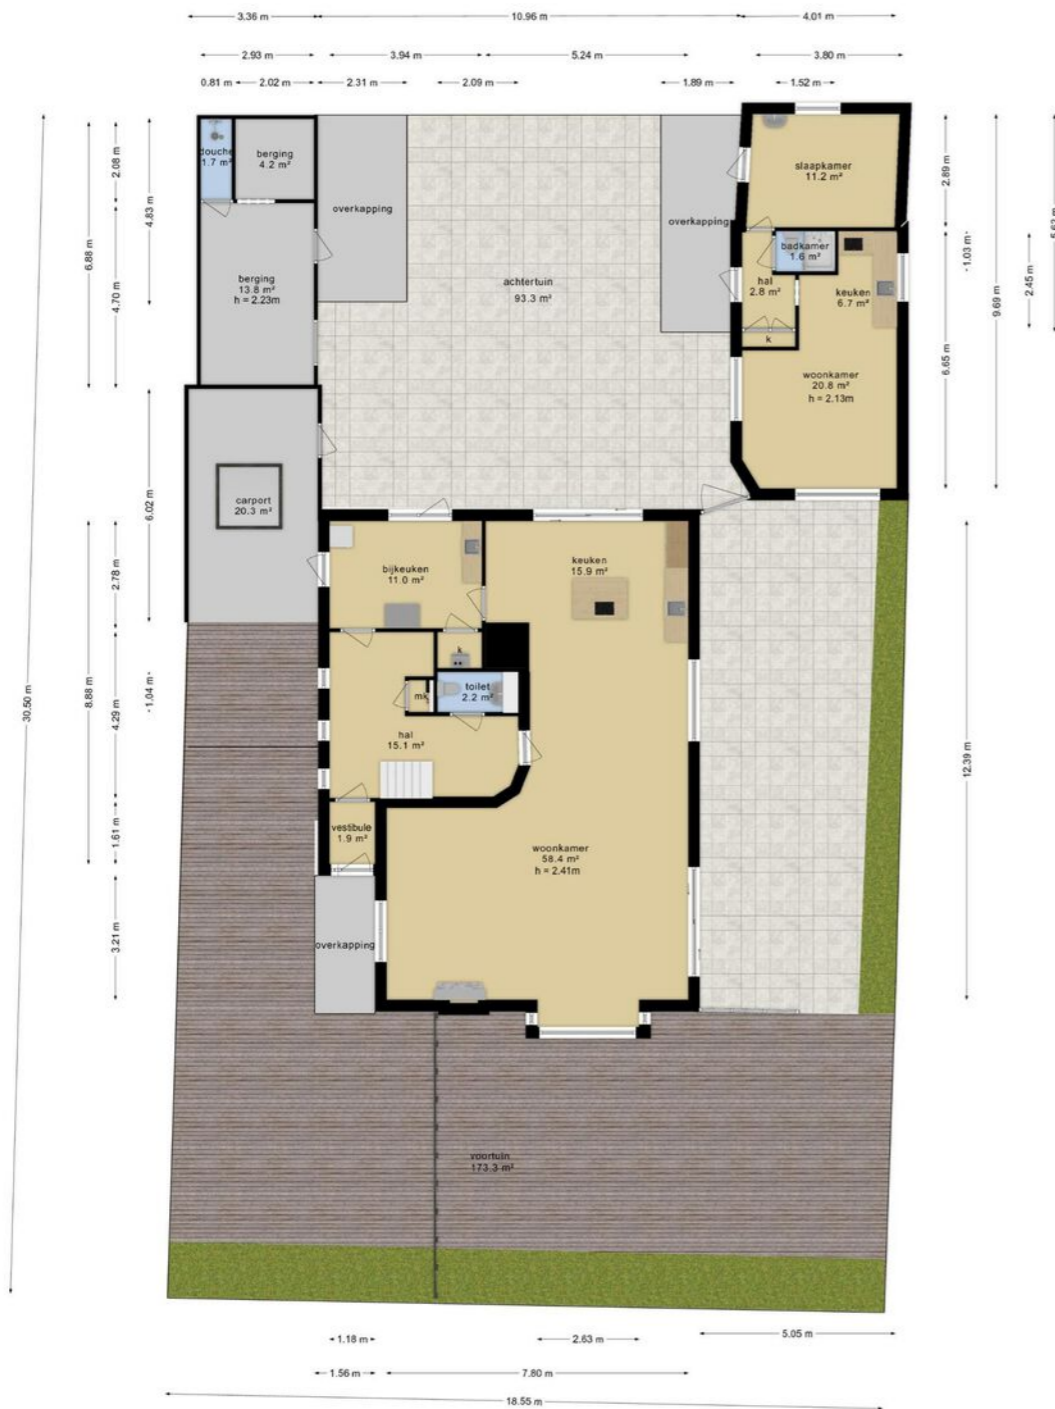 3.36 m
10.96 m
4.01 m
2.93 m
3.94 m
5.24 m
3.80 m
0.81 m
2.02 m
2.31 m
2.09 m
1.89 m
1.52 m
douche
1.7 m²
berging
4.2 m²
overkapping
overkapping
slaapkamer
11.2 m²
badkamer
1.6 m²
hal
2.8 m²
keuken
6.7 m²
k
berging
13.8 m²
h = 2.23m
achtertuin
93.3 m²
woonkamer
20.8 m²
h = 2.13m
carport
20.3 m²
bijkeuken
11.0 m²
keuken
15.9 m²
k
mk
toilet
2.2 m²
hal
15.1 m²
vestibule
1.9 m²
woonkamer
58.4 m²
h = 2.41m
overkapping
voortuin
173.3 m²
30.50 m
6.88 m
2.08 m
4.70 m
4.83 m
6.02 m
8.88 m
2.78 m
4.29 m
1.04 m
1.61 m
3.21 m
2.89 m
6.65 m
1.03 m
9.69 m
2.45 m
12.39 m
1.18 m
2.63 m
5.05 m
1.56 m
7.80 m
18.55 m